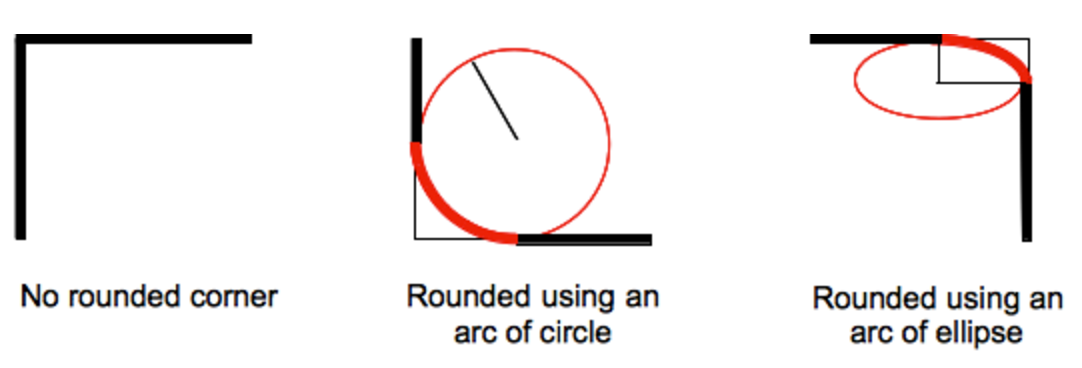 No rounded corner
Rounded using an
arc of circle
Rounded using an
arc of ellipse